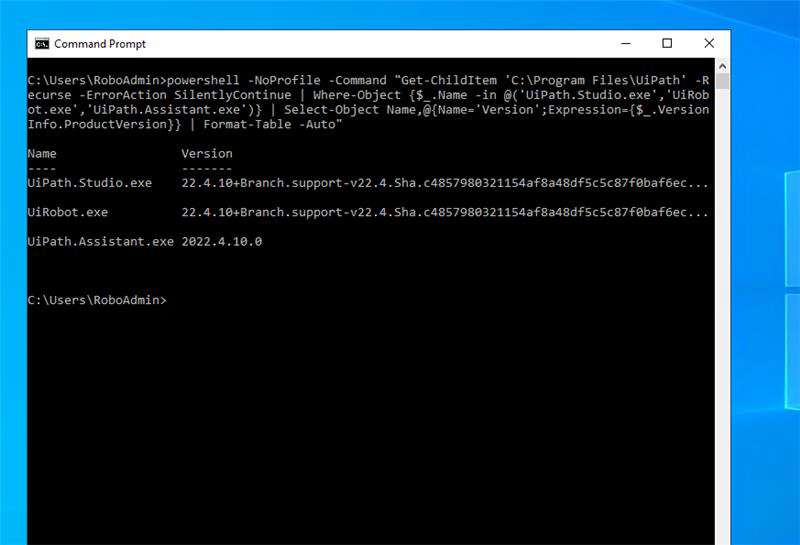 Command Prompt
C:\Users\RoboAdmin>powershell -NoProfile -Command "Get-ChildItem 'C:\Program Files\UiPath' -R
ecurse -ErrorAction SilentlyContinue | Where-Object {$_.Name -in @('UiPath.Studio.exe','UiRob
ot.exe','UiPath.Assistant.exe')} | Select-Object Name,@{Name='Version';Expression={$_.Version
Info.ProductVersion}} | Format-Table -Auto"
Name Version
---- -------
UiPath.Studio.exe 22.4.10+Branch.support-v22.4.Sha.c4857980321154af8a48df5c5c87f0baf6ec...
UiRobot.exe 22.4.10+Branch.support-v22.4.Sha.c4857980321154af8a48df5c5c87f0baf6ec...
UiPath.Assistant.exe 2022.4.10.0
C:\Users\RoboAdmin>